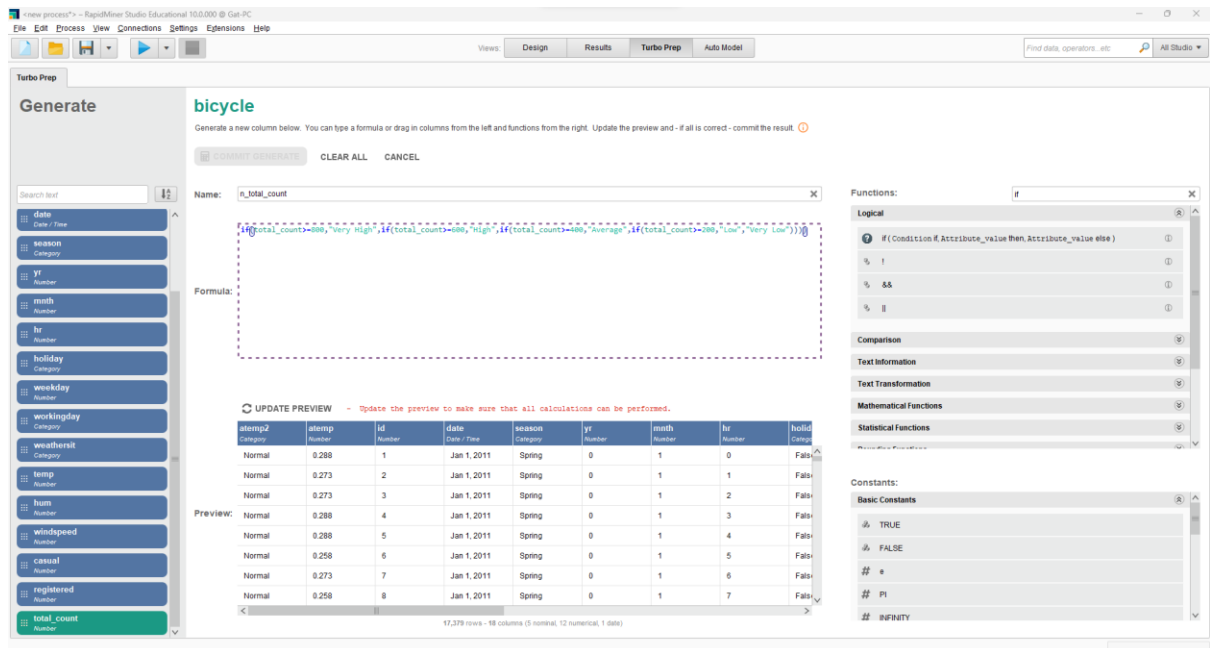 <new process*> – RapidMiner Studio Educational 10.0.000 @ Gat-PC
File Edit Process View Connections Settings Extensions Help
Views: Design Results Turbo Prep Auto Model
Find data, operators...etc All Studio
Turbo Prep
Generate
bicycle
Generate a new column below. You can type a formula or drag in columns from the left and functions from the right. Update the preview and - if all is correct - commit the result.
COMMIT GENERATE CLEAR ALL CANCEL
Search text
date
Date / Time
season
Category
yr
Number
mnth
Number
hr
Number
holiday
Category
weekday
Number
workingday
Category
weathersit
Category
temp
Number
hum
Number
windspeed
Number
casual
Number
registered
Number
total_count
Number
Name: n_total_count
Formula:
if(total_count>=800,"Very High",if(total_count>=600,"High",if(total_count>=400,"Average",if(total_count>=200,"Low","Very Low"))))
UPDATE PREVIEW - Update the preview to make sure that all calculations can be performed.
Preview:
atemp2 atemp id date season yr mnth hr holid
Category Number Number Date / Time Category Number Number Number Catego
Normal 0.288 1 Jan 1, 2011 Spring 0 1 0 Fals
Normal 0.273 2 Jan 1, 2011 Spring 0 1 1 Fals
Normal 0.273 3 Jan 1, 2011 Spring 0 1 2 Fals
Normal 0.288 4 Jan 1, 2011 Spring 0 1 3 Fals
Normal 0.288 5 Jan 1, 2011 Spring 0 1 4 Fals
Normal 0.258 6 Jan 1, 2011 Spring 0 1 5 Fals
Normal 0.273 7 Jan 1, 2011 Spring 0 1 6 Fals
Normal 0.258 8 Jan 1, 2011 Spring 0 1 7 Fals
17,379 rows - 18 columns (5 nominal, 12 numerical, 1 date)
Functions: if
Logical
if ( Condition if, Attribute_value then, Attribute_value else )
!
&&
||
Comparison
Text Information
Text Transformation
Mathematical Functions
Statistical Functions
Rounding Functions
Constants:
Basic Constants
TRUE
FALSE
# e
# PI
# INFINITY